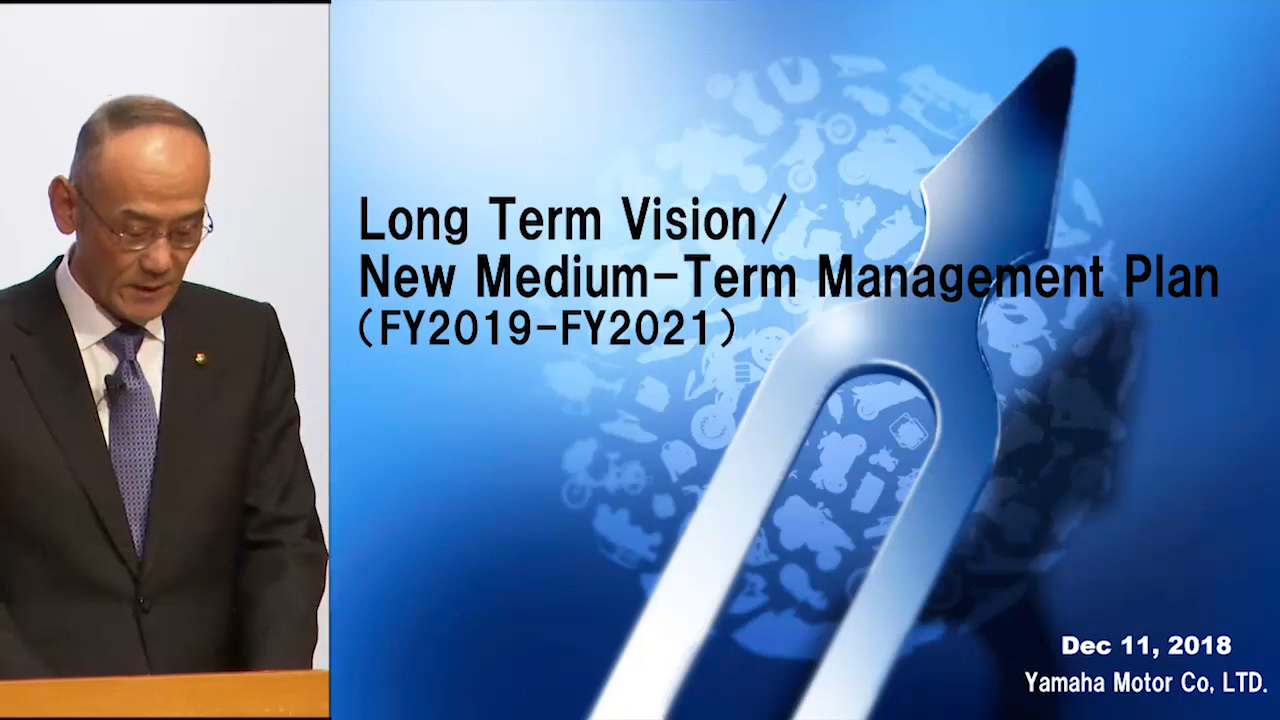 Long Term Vision/
New Medium-Term Management Plan
(FY2019-FY2021)
Dec 11, 2018
Yamaha Motor Co, LTD.